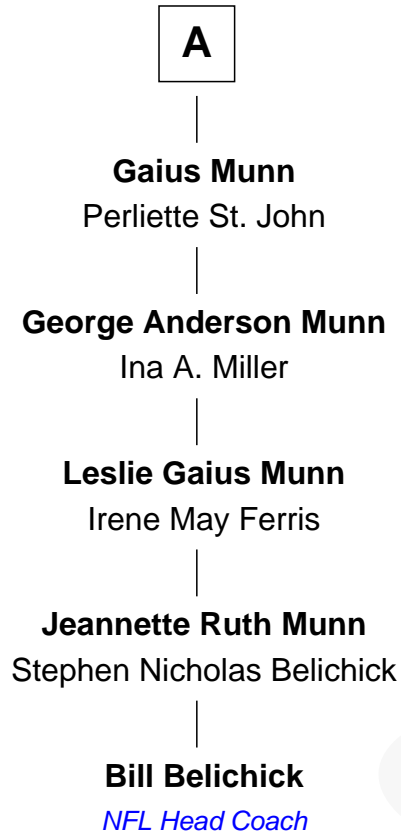 A
Gaius Munn
Perliette St. John
George Anderson Munn
Ina A. Miller
Leslie Gaius Munn
Irene May Ferris
Jeannette Ruth Munn
Stephen Nicholas Belichick
Bill Belichick
NFL Head Coach